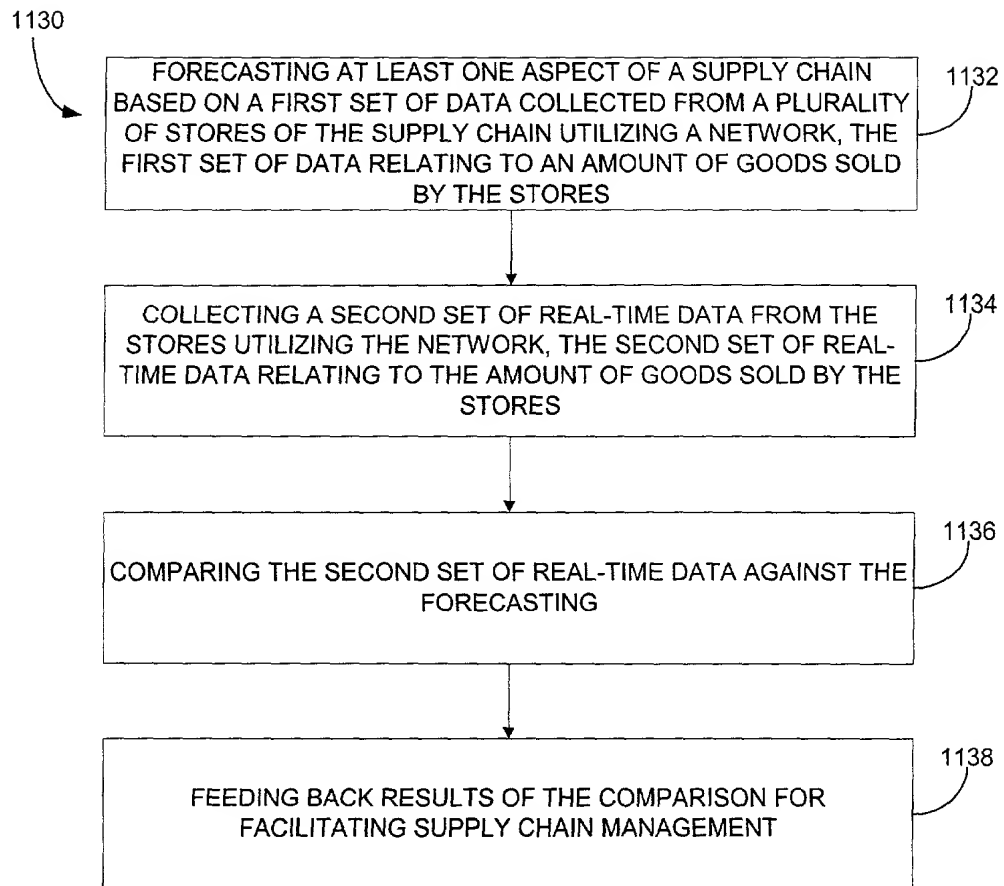 1130
FORECASTING AT LEAST ONE ASPECT OF A SUPPLY CHAIN
BASED ON A FIRST SET OF DATA COLLECTED FROM A PLURALITY
OF STORES OF THE SUPPLY CHAIN UTILIZING A NETWORK, THE
FIRST SET OF DATA RELATING TO AN AMOUNT OF GOODS SOLD
BY THE STORES
1132
COLLECTING A SECOND SET OF REAL-TIME DATA FROM THE
STORES UTILIZING THE NETWORK, THE SECOND SET OF REAL-
TIME DATA RELATING TO THE AMOUNT OF GOODS SOLD BY THE
STORES
1134
COMPARING THE SECOND SET OF REAL-TIME DATA AGAINST THE
FORECASTING
1136
FEEDING BACK RESULTS OF THE COMPARISON FOR
FACILITATING SUPPLY CHAIN MANAGEMENT
1138